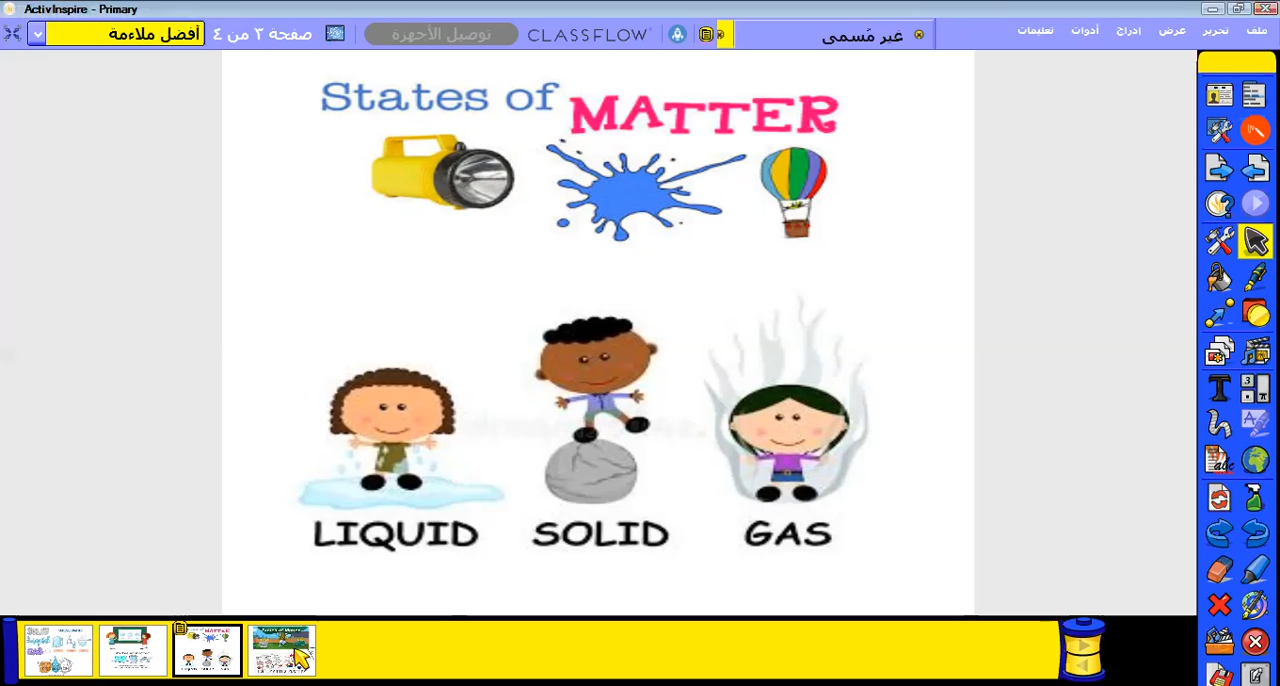 ActivInspire - Primary
ملف تحرير عرض إدراج أدوات تعليمات
غير مُسمى
CLASSFLOW
توصيل الأجهزة
صفحة ٣ من ٤
أفضل ملاءمة
States of MATTER
LIQUID SOLID GAS